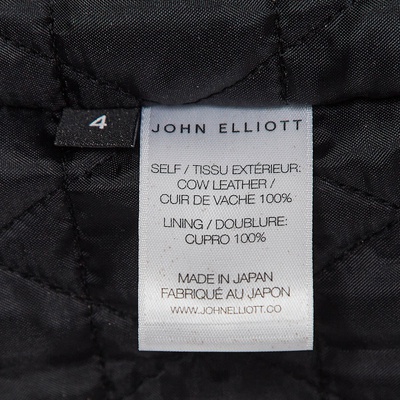 4
JOHN ELLIOTT
SELF / TISSU EXTÉRIEUR:
COW LEATHER /
CUIR DE VACHE 100%
LINING / DOUBLURE:
CUPRO 100%
MADE IN JAPAN
FABRIQUÉ AU JAPON
WWW.JOHNELLIOTT.CO